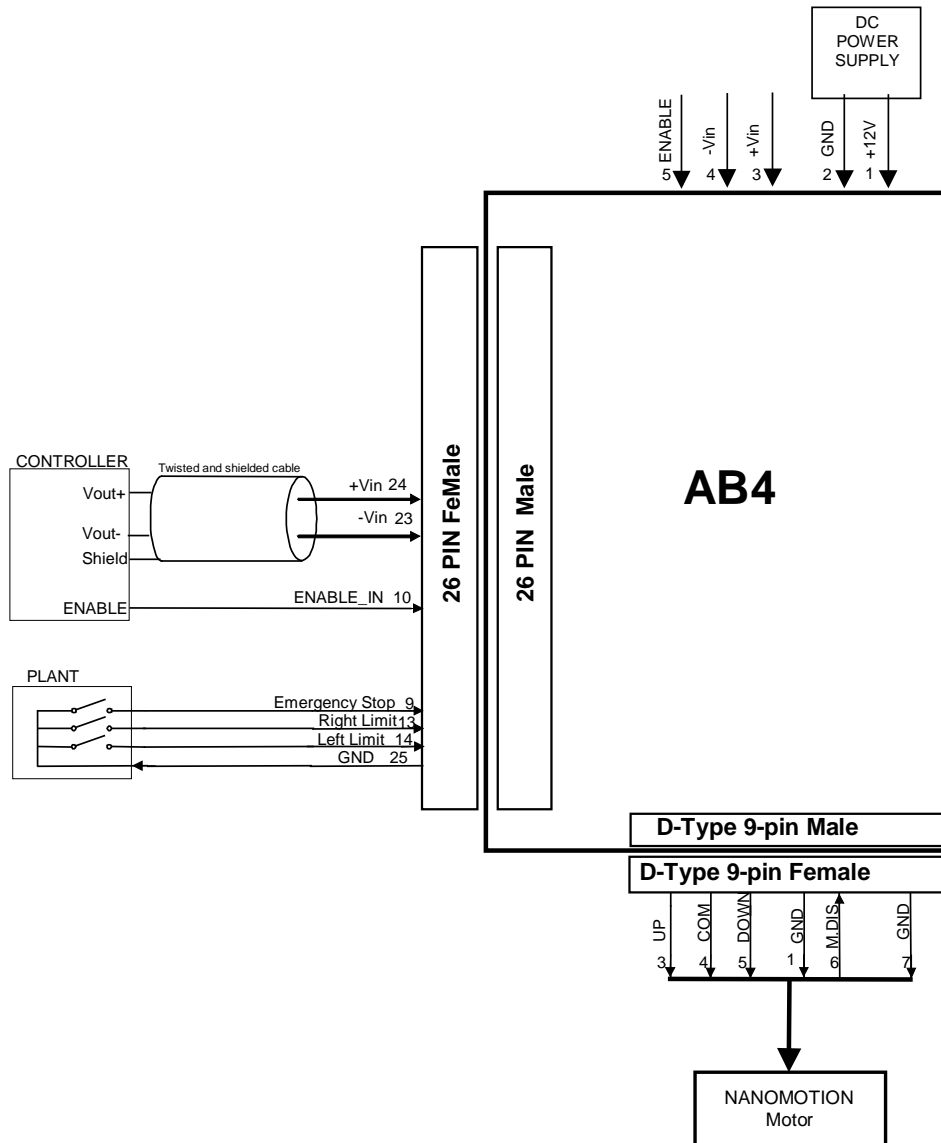 DC
POWER
SUPPLY
ENABLE
-Vin
+Vin
GND
+12V
5
4
3
2
1
26 PIN FeMale
26 PIN Male
AB4
CONTROLLER
Twisted and shielded cable
Vout+
+Vin 24
Vout-
-Vin 23
Shield
ENABLE
ENABLE_IN 10
PLANT
Emergency Stop 9
Right Limit 13
Left Limit 14
GND 25
D-Type 9-pin Male
D-Type 9-pin Female
UP
COM
DOWN
GND
M.DIS
GND
3
4
5
1
6
7
NANOMOTION
Motor